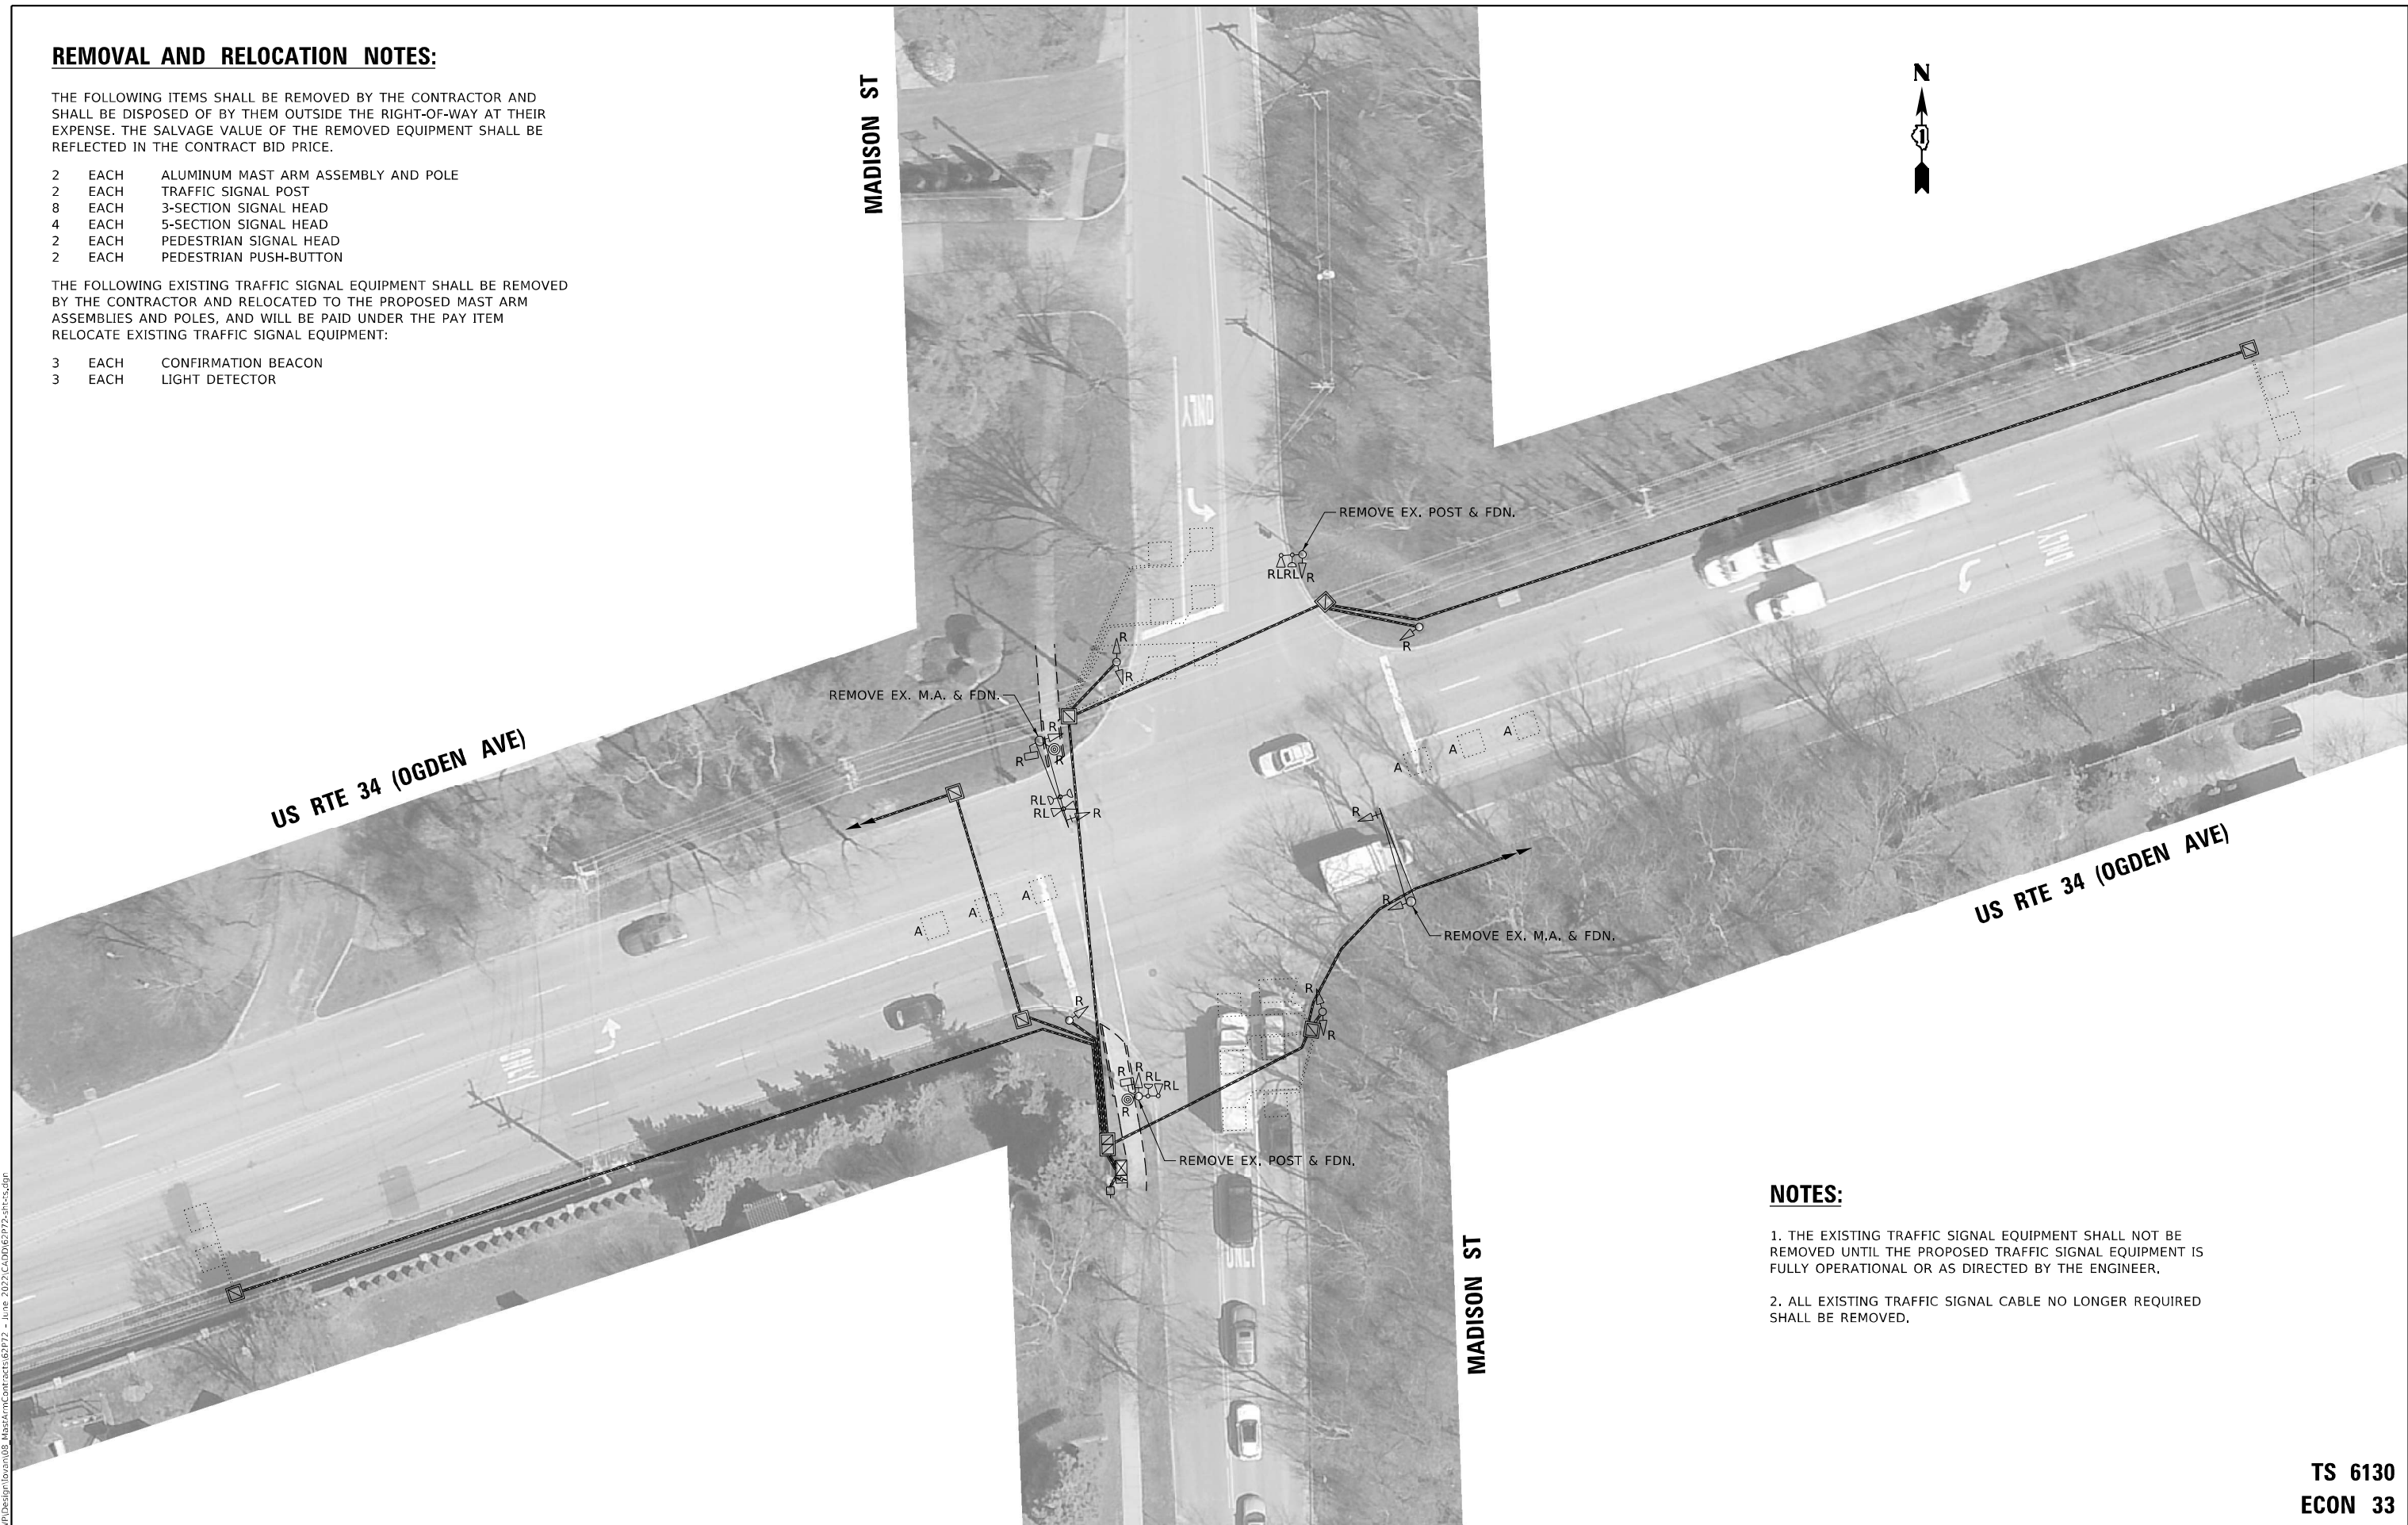 REMOVAL AND RELOCATION NOTES:
THE FOLLOWING ITEMS SHALL BE REMOVED BY THE CONTRACTOR AND
SHALL BE DISPOSED OF BY THEM OUTSIDE THE RIGHT-OF-WAY AT THEIR
EXPENSE. THE SALVAGE VALUE OF THE REMOVED EQUIPMENT SHALL BE
REFLECTED IN THE CONTRACT BID PRICE.
2 EACH ALUMINUM MAST ARM ASSEMBLY AND POLE
2 EACH TRAFFIC SIGNAL POST
8 EACH 3-SECTION SIGNAL HEAD
4 EACH 5-SECTION SIGNAL HEAD
2 EACH PEDESTRIAN SIGNAL HEAD
2 EACH PEDESTRIAN PUSH-BUTTON
THE FOLLOWING EXISTING TRAFFIC SIGNAL EQUIPMENT SHALL BE REMOVED
BY THE CONTRACTOR AND RELOCATED TO THE PROPOSED MAST ARM
ASSEMBLIES AND POLES, AND WILL BE PAID UNDER THE PAY ITEM
RELOCATE EXISTING TRAFFIC SIGNAL EQUIPMENT:
3 EACH CONFIRMATION BEACON
3 EACH LIGHT DETECTOR
MADISON ST
N
1
ONLY
REMOVE EX. POST & FDN.
RLRL R
R
ONLY
R
R
REMOVE EX. M.A. & FDN.
R
R
R
A
A
A
US RTE 34 (OGDEN AVE)
RL
RL
R
R
A
A
A
R
REMOVE EX. M.A. & FDN.
US RTE 34 (OGDEN AVE)
R
R
R
ONLY
R
R
RL
RL
R
REMOVE EX. POST & FDN.
ONLY
MADISON ST
NOTES:
1. THE EXISTING TRAFFIC SIGNAL EQUIPMENT SHALL NOT BE
REMOVED UNTIL THE PROPOSED TRAFFIC SIGNAL EQUIPMENT IS
FULLY OPERATIONAL OR AS DIRECTED BY THE ENGINEER.
2. ALL EXISTING TRAFFIC SIGNAL CABLE NO LONGER REQUIRED
SHALL BE REMOVED.
TS 6130
ECON 33